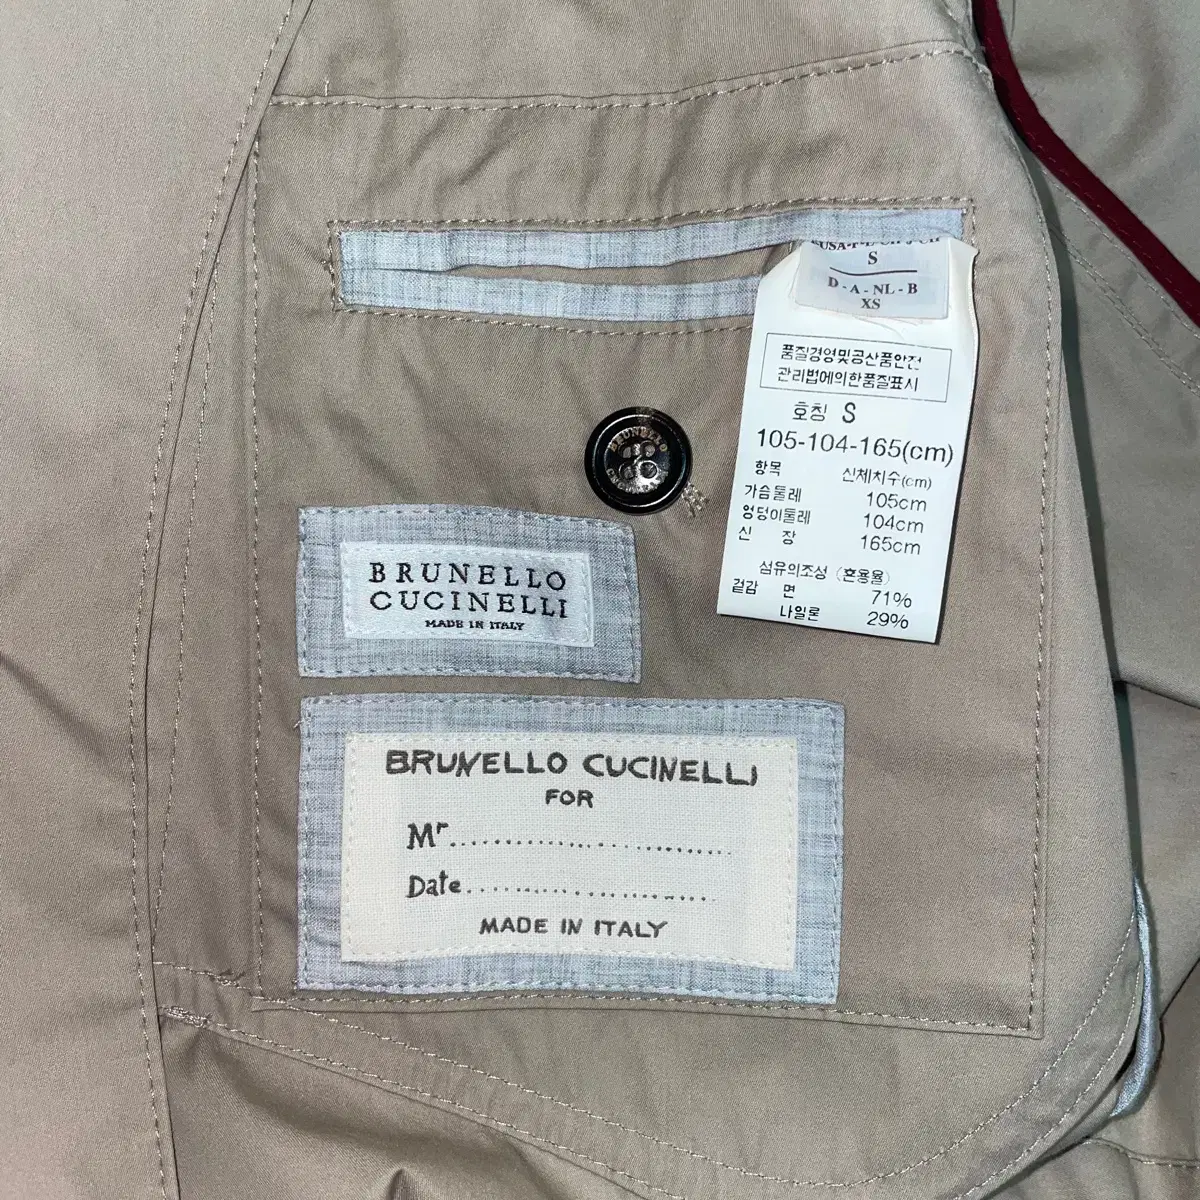 S
D - A - NL - B
XS
품질경영및공산품안전
관리법에의한품질표시
호칭 S
105-104-165(cm)
항목 신체치수(cm)
가슴둘레 105cm
엉덩이둘레 104cm
신 장 165cm
섬유의조성 (혼용율)
겉감 면 71%
나일론 29%
BRUNELLO
CUCINELLI
BRUNELLO
CUCINELLI
MADE IN ITALY
BRUNELLO CUCINELLI
FOR
Mr..............................
Date..............................
MADE IN ITALY